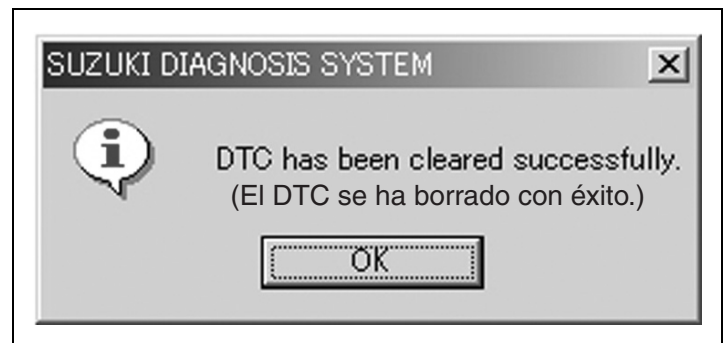 SUZUKI DIAGNOSIS SYSTEM
DTC has been cleared successfully.
(El DTC se ha borrado con éxito.)
OK